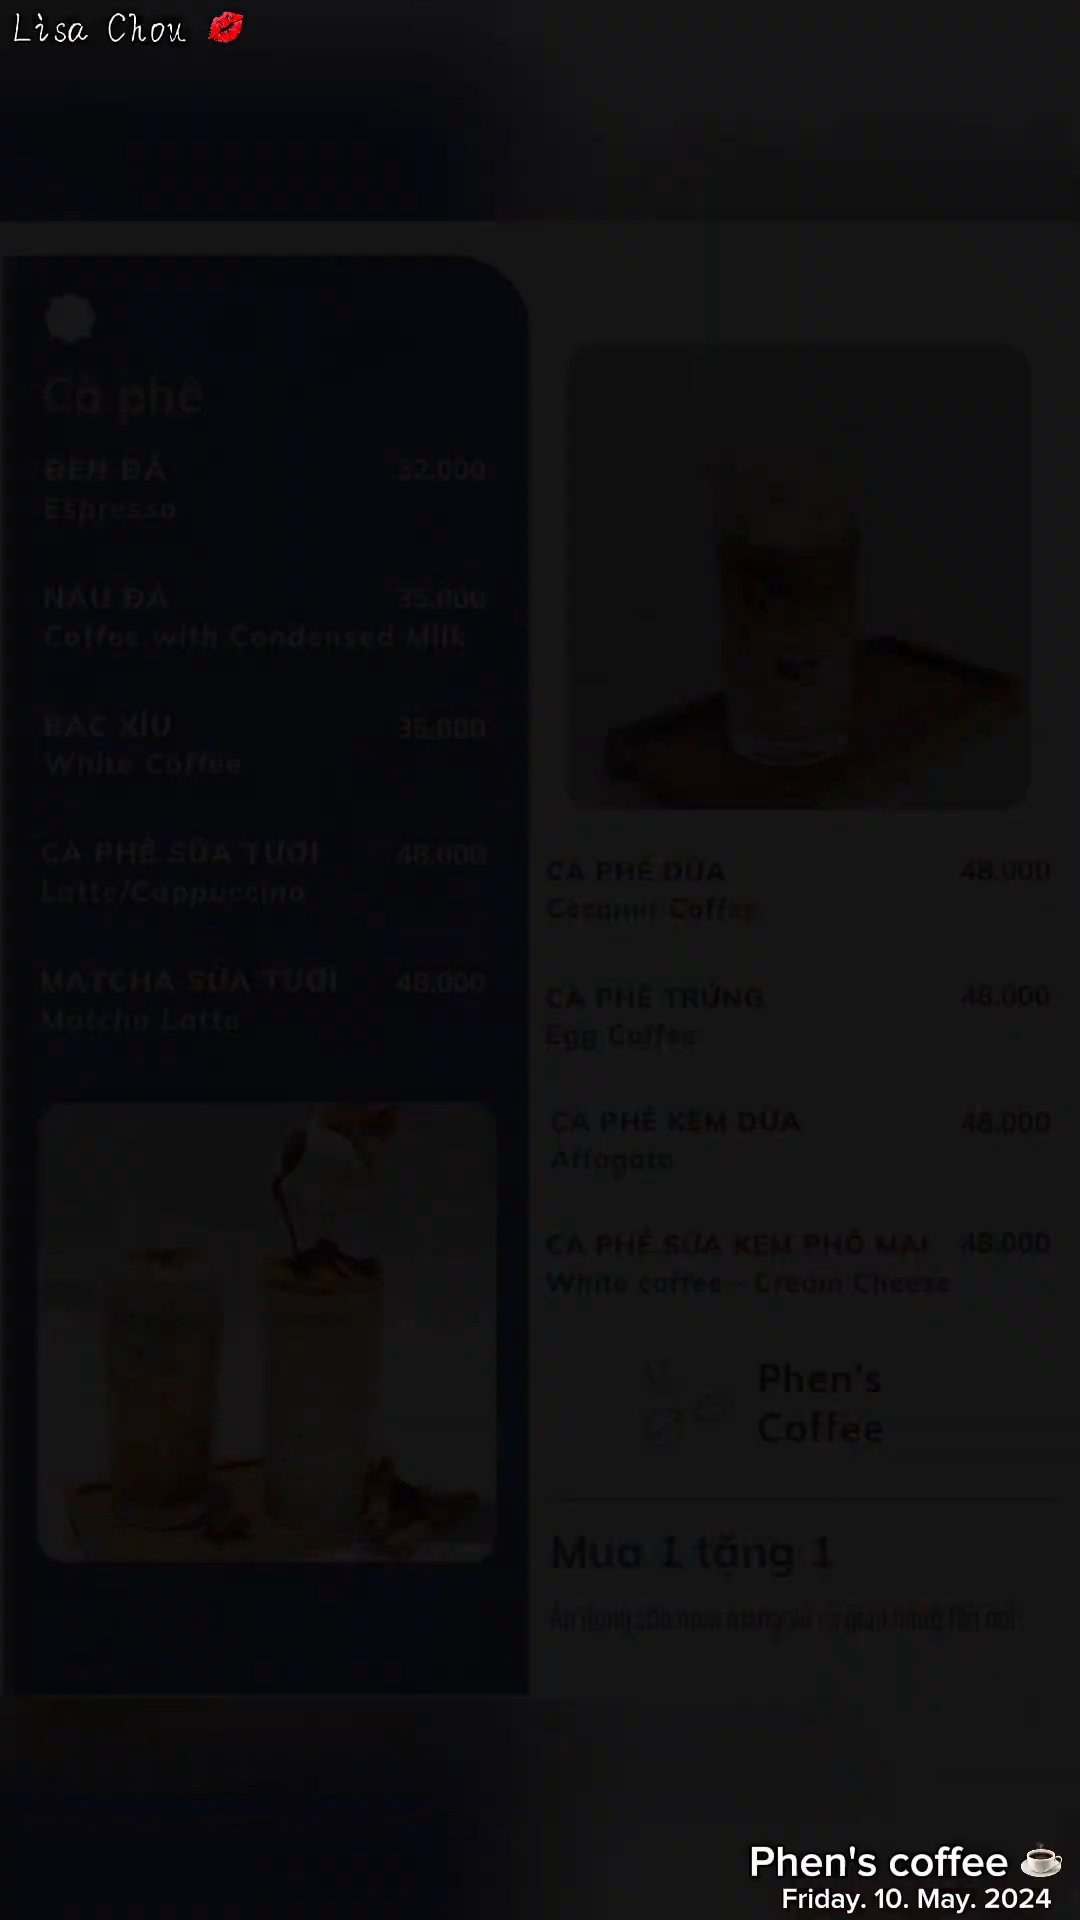 Lisa Chou 💋
Cà phê
ĐEN ĐÁ 32.000
Espresso
NÂU ĐÁ 35.000
Coffee with Condensed Milk
BẠC XỈU 35.000
White Coffee
CÀ PHÊ SỮA TƯƠI 48.000
Latte/Cappuccino
MATCHA SỮA TƯƠI 48.000
Matcha Latte
CÀ PHÊ DỪA 48.000
Coconut Coffee
CÀ PHÊ TRỨNG 48.000
Egg Coffee
CÀ PHÊ KEM DỪA 48.000
Affogato
CÀ PHÊ SỮA KEM PHÔ MAI 48.000
White coffee - Cream Cheese
Phen's
Coffee
Mua 1 tặng 1
Phen's coffee ☕
Friday. 10. May. 2024